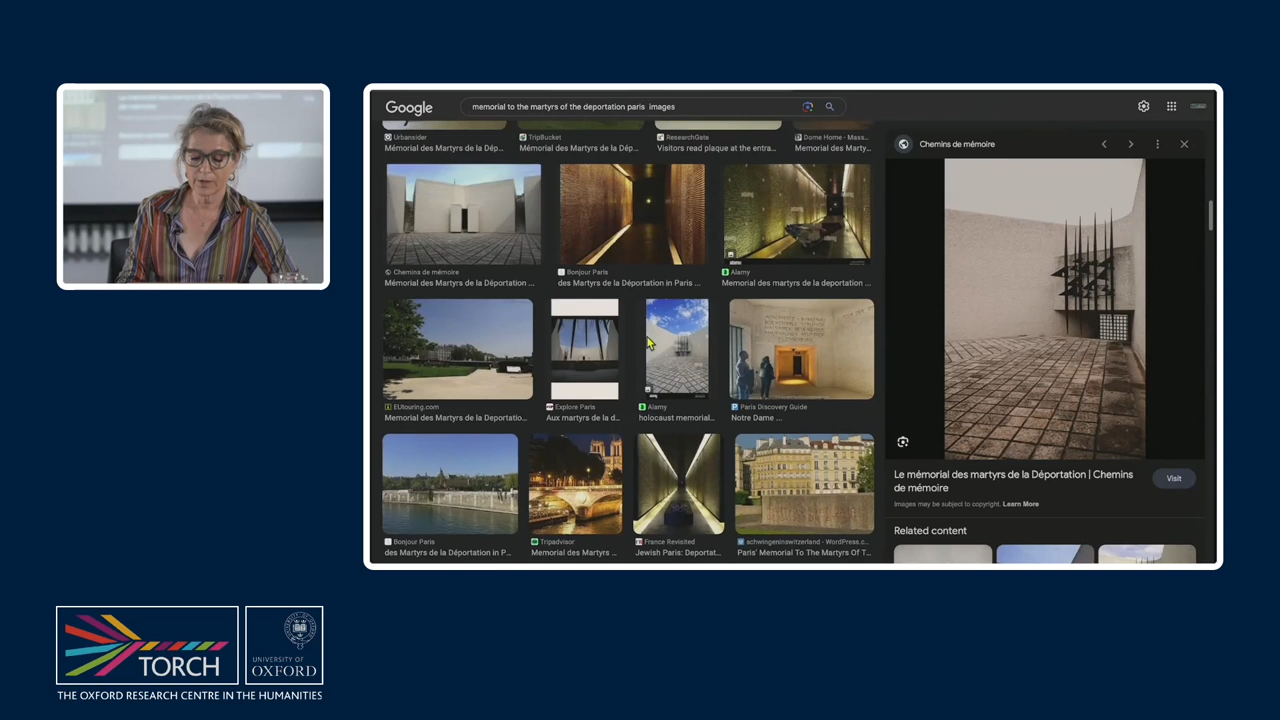 Google
memorial to the martyrs of the deportation paris images
Urbansider
Mémorial des Martyrs de la Dép...
TripBucket
Mémorial des Martyrs de la Dép...
ResearchGate
Visitors read plaque at the entra...
Dome Home - Mass...
Memorial des Marty...
Chemins de mémoire
Mémorial des Martyrs de la Déportation ...
Bonjour Paris
des Martyrs de la Déportation in Paris ...
Alamy
Memorial des martyrs de la deportation ...
EUtouring.com
Memorial des Martyrs de la Deportatio...
Explore Paris
Aux martyrs de la d...
Alamy
holocaust memorial...
Paris Discovery Guide
Notre Dame ...
Bonjour Paris
des Martyrs de la Déportation in P...
Tripadvisor
Memorial des Martyrs ...
France Revisited
Jewish Paris: Deportat...
schwingeninswitzerland - WordPress.c...
Paris' Memorial To The Martyrs Of T...
Chemins de mémoire
Le mémorial des martyrs de la Déportation | Chemins
de mémoire
Visit
Images may be subject to copyright. Learn More
Related content
TORCH
UNIVERSITY OF
OXFORD
THE OXFORD RESEARCH CENTRE IN THE HUMANITIES